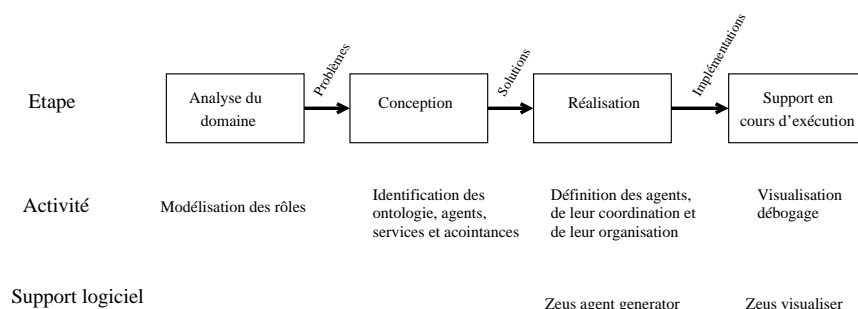 Problèmes
Solutions
Implémentations
Etape
Analyse du
domaine
Conception
Réalisation
Support en
cours d'exécution
Activité
Modélisation des rôles
Identification des
ontologie, agents,
services et acointances
Définition des agents,
de leur coordination et
de leur organisation
Visualisation
débogage
Support logiciel
Zeus agent generator
Zeus visualiser